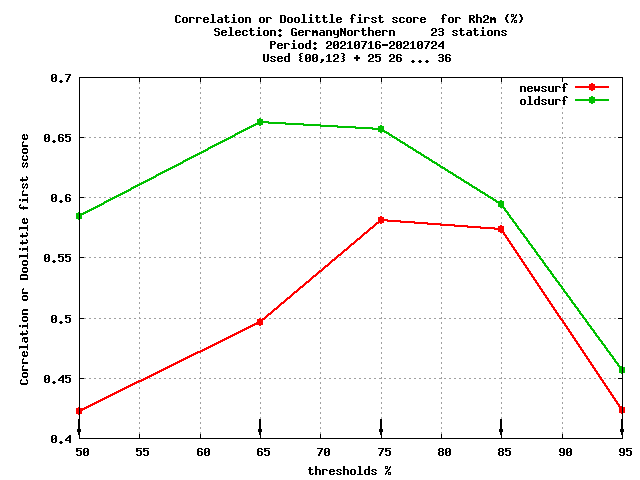 Correlation or Doolittle first score  for Rh2m (%)
Selection: GermanyNorthern     23 stations
Period: 20210716-20210724
Used {00,12} + 25 26 ... 36
newsurf
oldsurf
Correlation or Doolittle first score
0.7
0.65
0.6
0.55
0.5
0.45
0.4
50 55 60 65 70 75 80 85 90 95
thresholds %